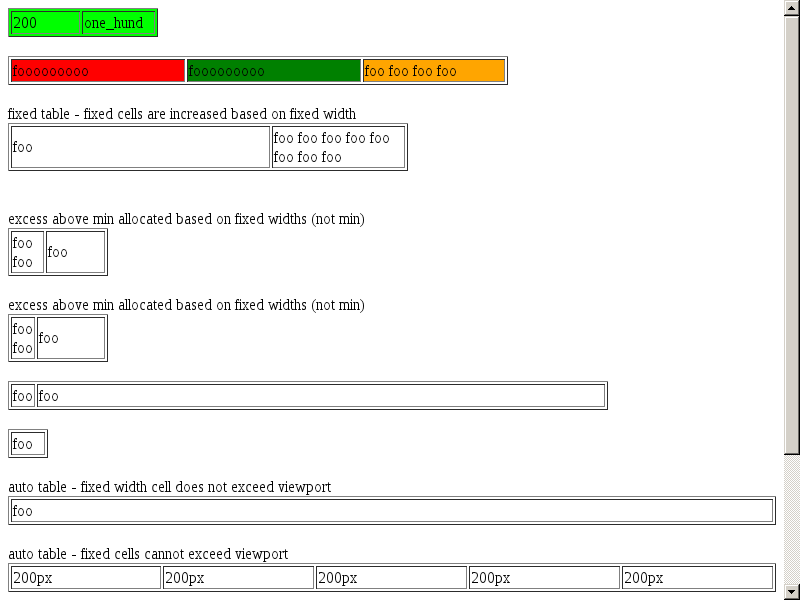 200 one_hund
fooooooooo fooooooooo foo foo foo foo
fixed table - fixed cells are increased based on fixed width
foo foo foo foo foo foo
foo foo foo
excess above min allocated based on fixed widths (not min)
foo foo
foo
excess above min allocated based on fixed widths (not min)
foo foo
foo
foo foo
foo
auto table - fixed width cell does not exceed viewport
foo
auto table - fixed cells cannot exceed viewport
200px 200px 200px 200px 200px